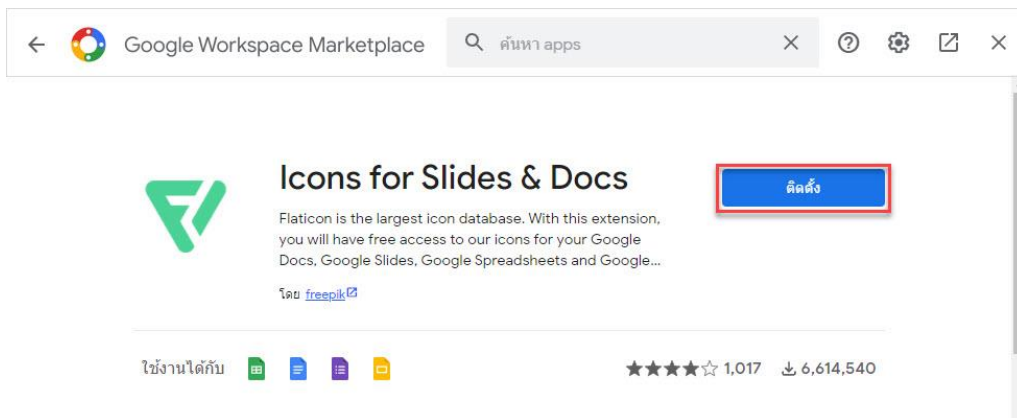 Google Workspace Marketplace
ค้นหา apps
Icons for Slides & Docs
ติดตั้ง
Flaticon is the largest icon database. With this extension,
you will have free access to our icons for your Google
Docs, Google Slides, Google Spreadsheets and Google...
โดย freepik
ใช้งานได้กับ
1,017
6,614,540